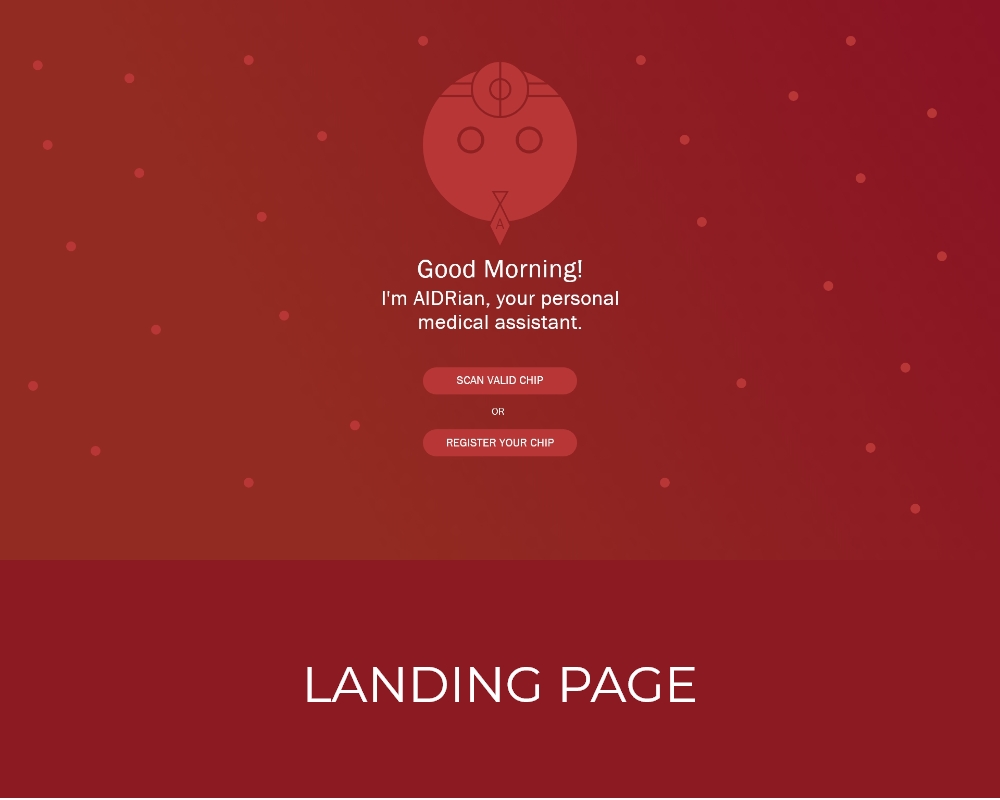 A
Good Morning!
I'm AIDRian, your personal
medical assistant.
SCAN VALID CHIP
OR
REGISTER YOUR CHIP
LANDING PAGE